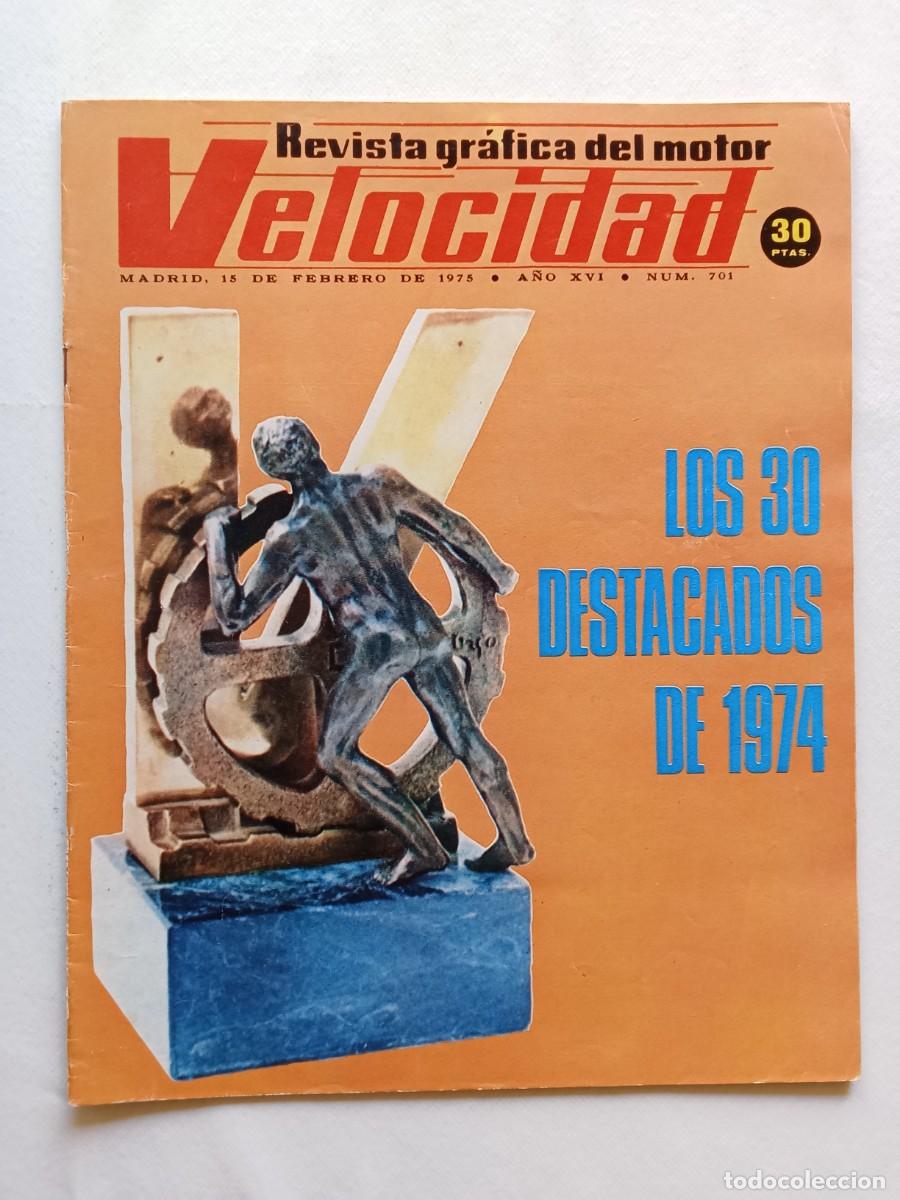 Revista gráfica del motor
Velocidad
30
PTAS.
MADRID, 15 DE FEBRERO DE 1975 • AÑO XVI • NUM. 701
LOS 30
DESTACADOS
DE 1974
todocoleccion